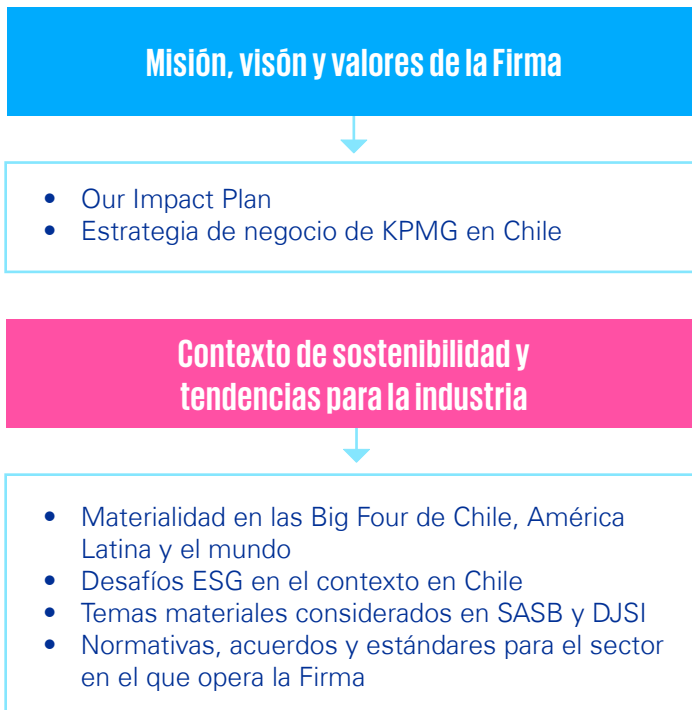 Misión, visón y valores de la Firma
• Our Impact Plan
• Estrategia de negocio de KPMG en Chile
Contexto de sostenibilidad y
tendencias para la industria
• Materialidad en las Big Four de Chile, América
Latina y el mundo
• Desafíos ESG en el contexto en Chile
• Temas materiales considerados en SASB y DJSI
• Normativas, acuerdos y estándares para el sector
en el que opera la Firma